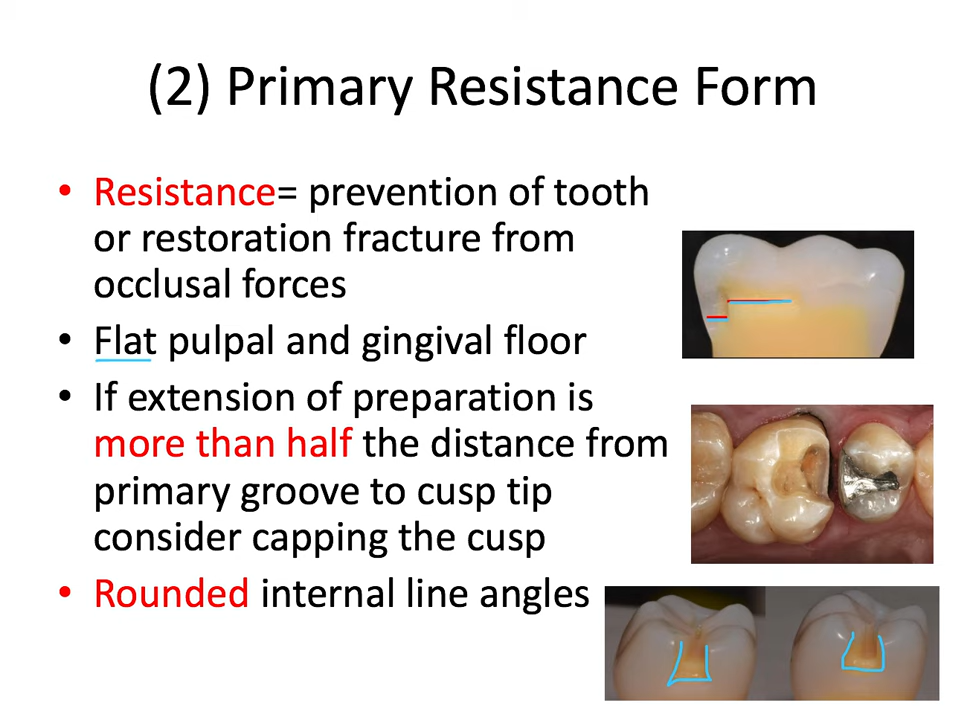 (2) Primary Resistance Form
• Resistance= prevention of tooth
or restoration fracture from
occlusal forces
• Flat pulpal and gingival floor
• If extension of preparation is
more than half the distance from
primary groove to cusp tip
consider capping the cusp
• Rounded internal line angles